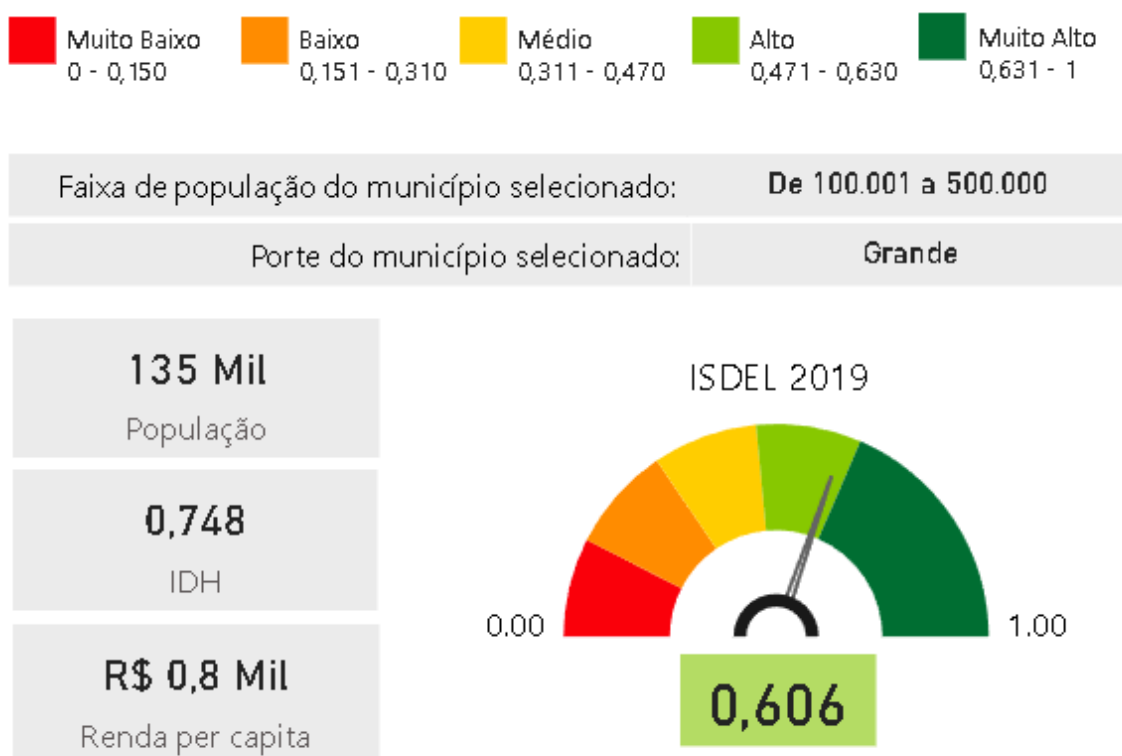 Muito Baixo
0 - 0,150
Baixo
0,151 - 0,310
Médio
0,311 - 0,470
Alto
0,471 - 0,630
Muito Alto
0,631 - 1
Faixa de população do município selecionado: De 100.001 a 500.000
Porte do município selecionado: Grande
135 Mil
População
0,748
IDH
R$ 0,8 Mil
Renda per capita
ISDEL 2019
0.00
1.00
0,606